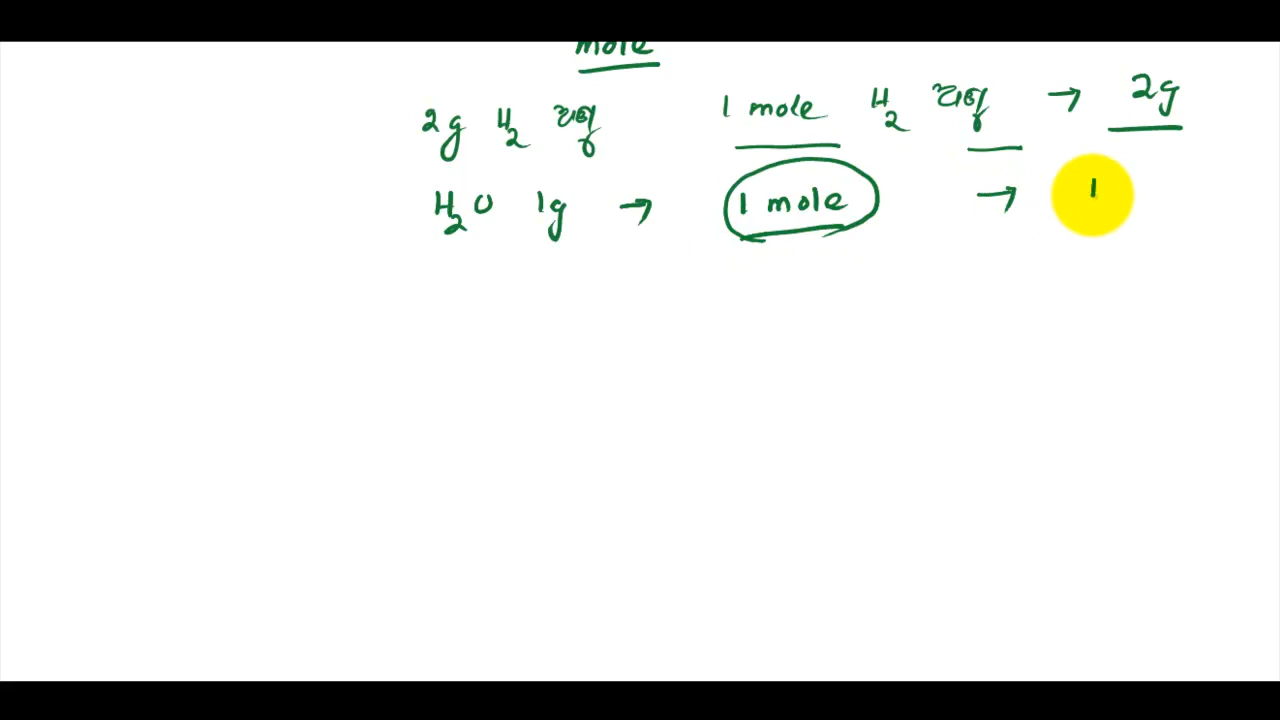 mole
2g H₂ 1 mole H₂ → 2g
H₂O 1g → 1 mole → 1